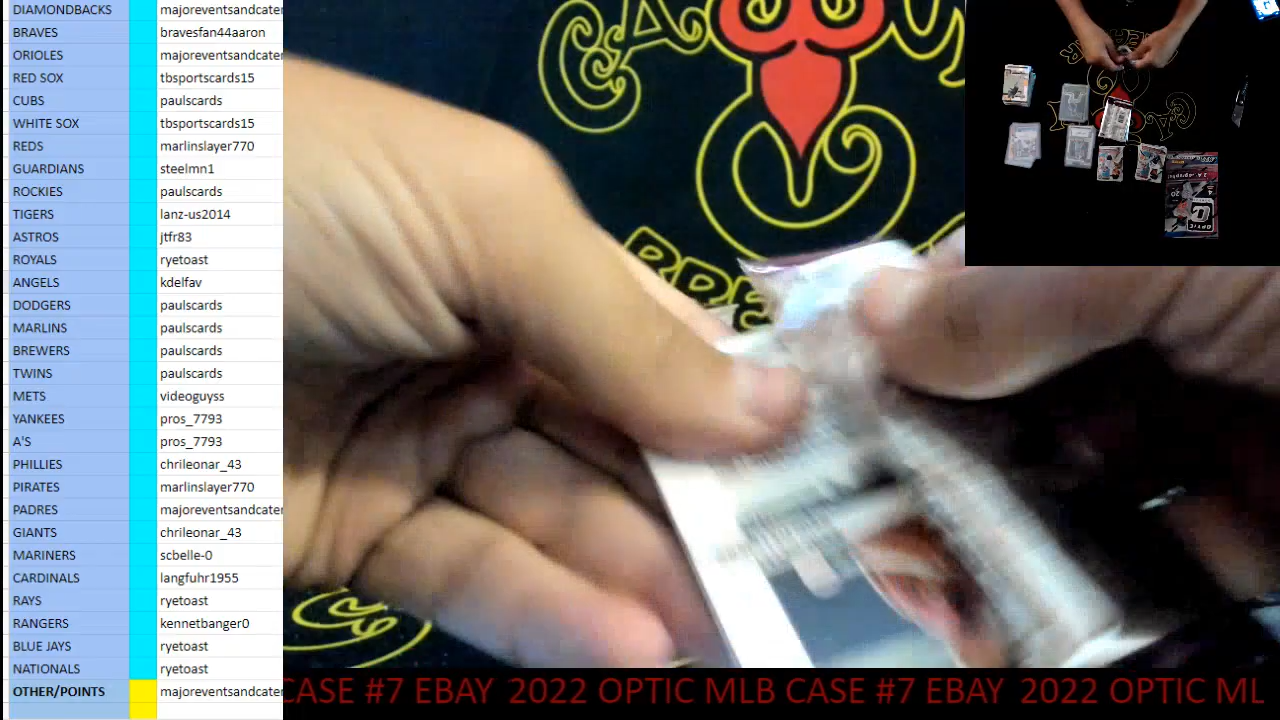 DIAMONDBACKS majoreventsandcater
BRAVES bravesfan44aaron
ORIOLES majoreventsandcater
RED SOX tbsportscards15
CUBS paulscards
WHITE SOX tbsportscards15
REDS marlinslayer770
GUARDIANS steelmn1
ROCKIES paulscards
TIGERS lanz-us2014
ASTROS jtfr83
ROYALS ryetoast
ANGELS kdelfav
DODGERS paulscards
MARLINS paulscards
BREWERS paulscards
TWINS paulscards
METS videoguyss
YANKEES pros_7793
A'S pros_7793
PHILLIES chrileonar_43
PIRATES marlinslayer770
PADRES majoreventsandcater
GIANTS chrileonar_43
MARINERS scbelle-0
CARDINALS langfuhr1955
RAYS ryetoast
RANGERS kennetbanger0
BLUE JAYS ryetoast
NATIONALS ryetoast
OTHER/POINTS majoreventsandcater
OPTIC
CASE #7 EBAY 2022 OPTIC MLB CASE #7 EBAY 2022 OPTIC ML